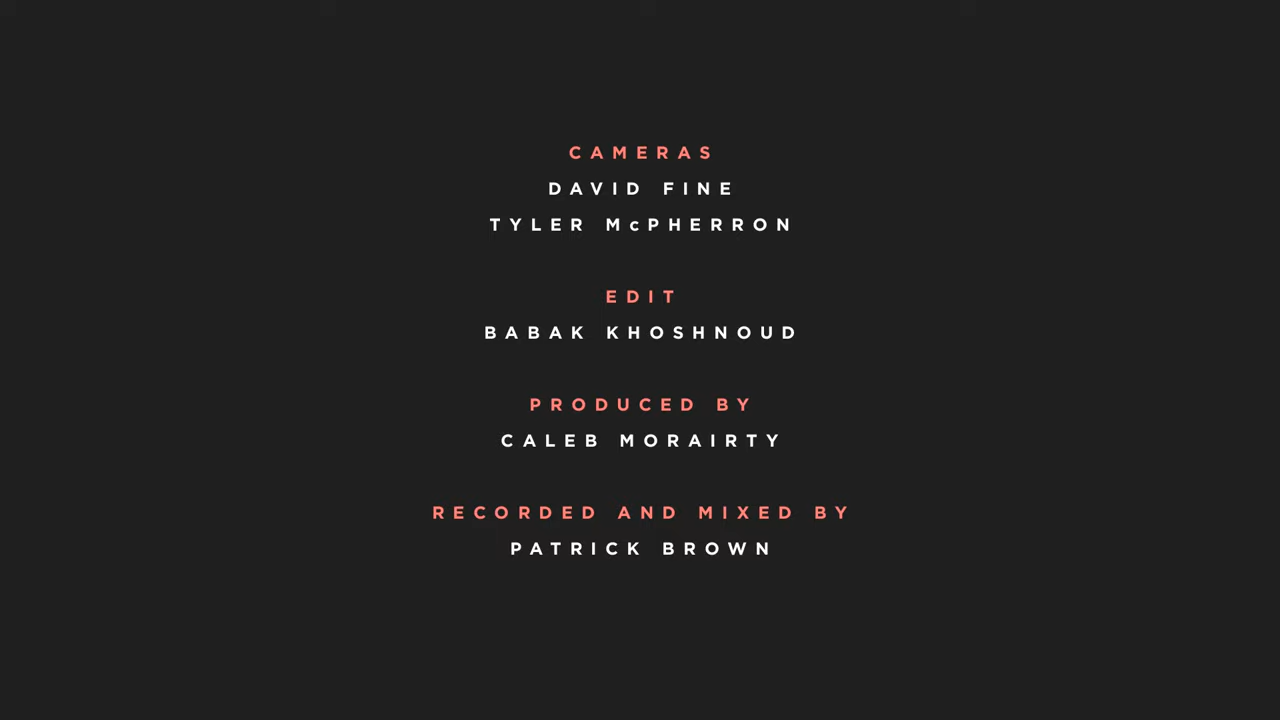 CAMERAS
DAVID FINE
TYLER McPHERRON
EDIT
BABAK KHOSHNOUD
PRODUCED BY
CALEB MORAIRTY
RECORDED AND MIXED BY
PATRICK BROWN